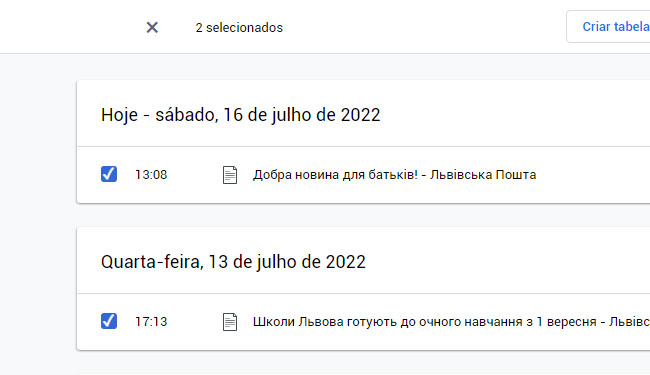 2 selecionados
Criar tabela
Hoje - sábado, 16 de julho de 2022
13:08 Добра новина для батьків! - Львівська Пошта
Quarta-feira, 13 de julho de 2022
17:13 Школи Львова готують до очного навчання з 1 вересня -